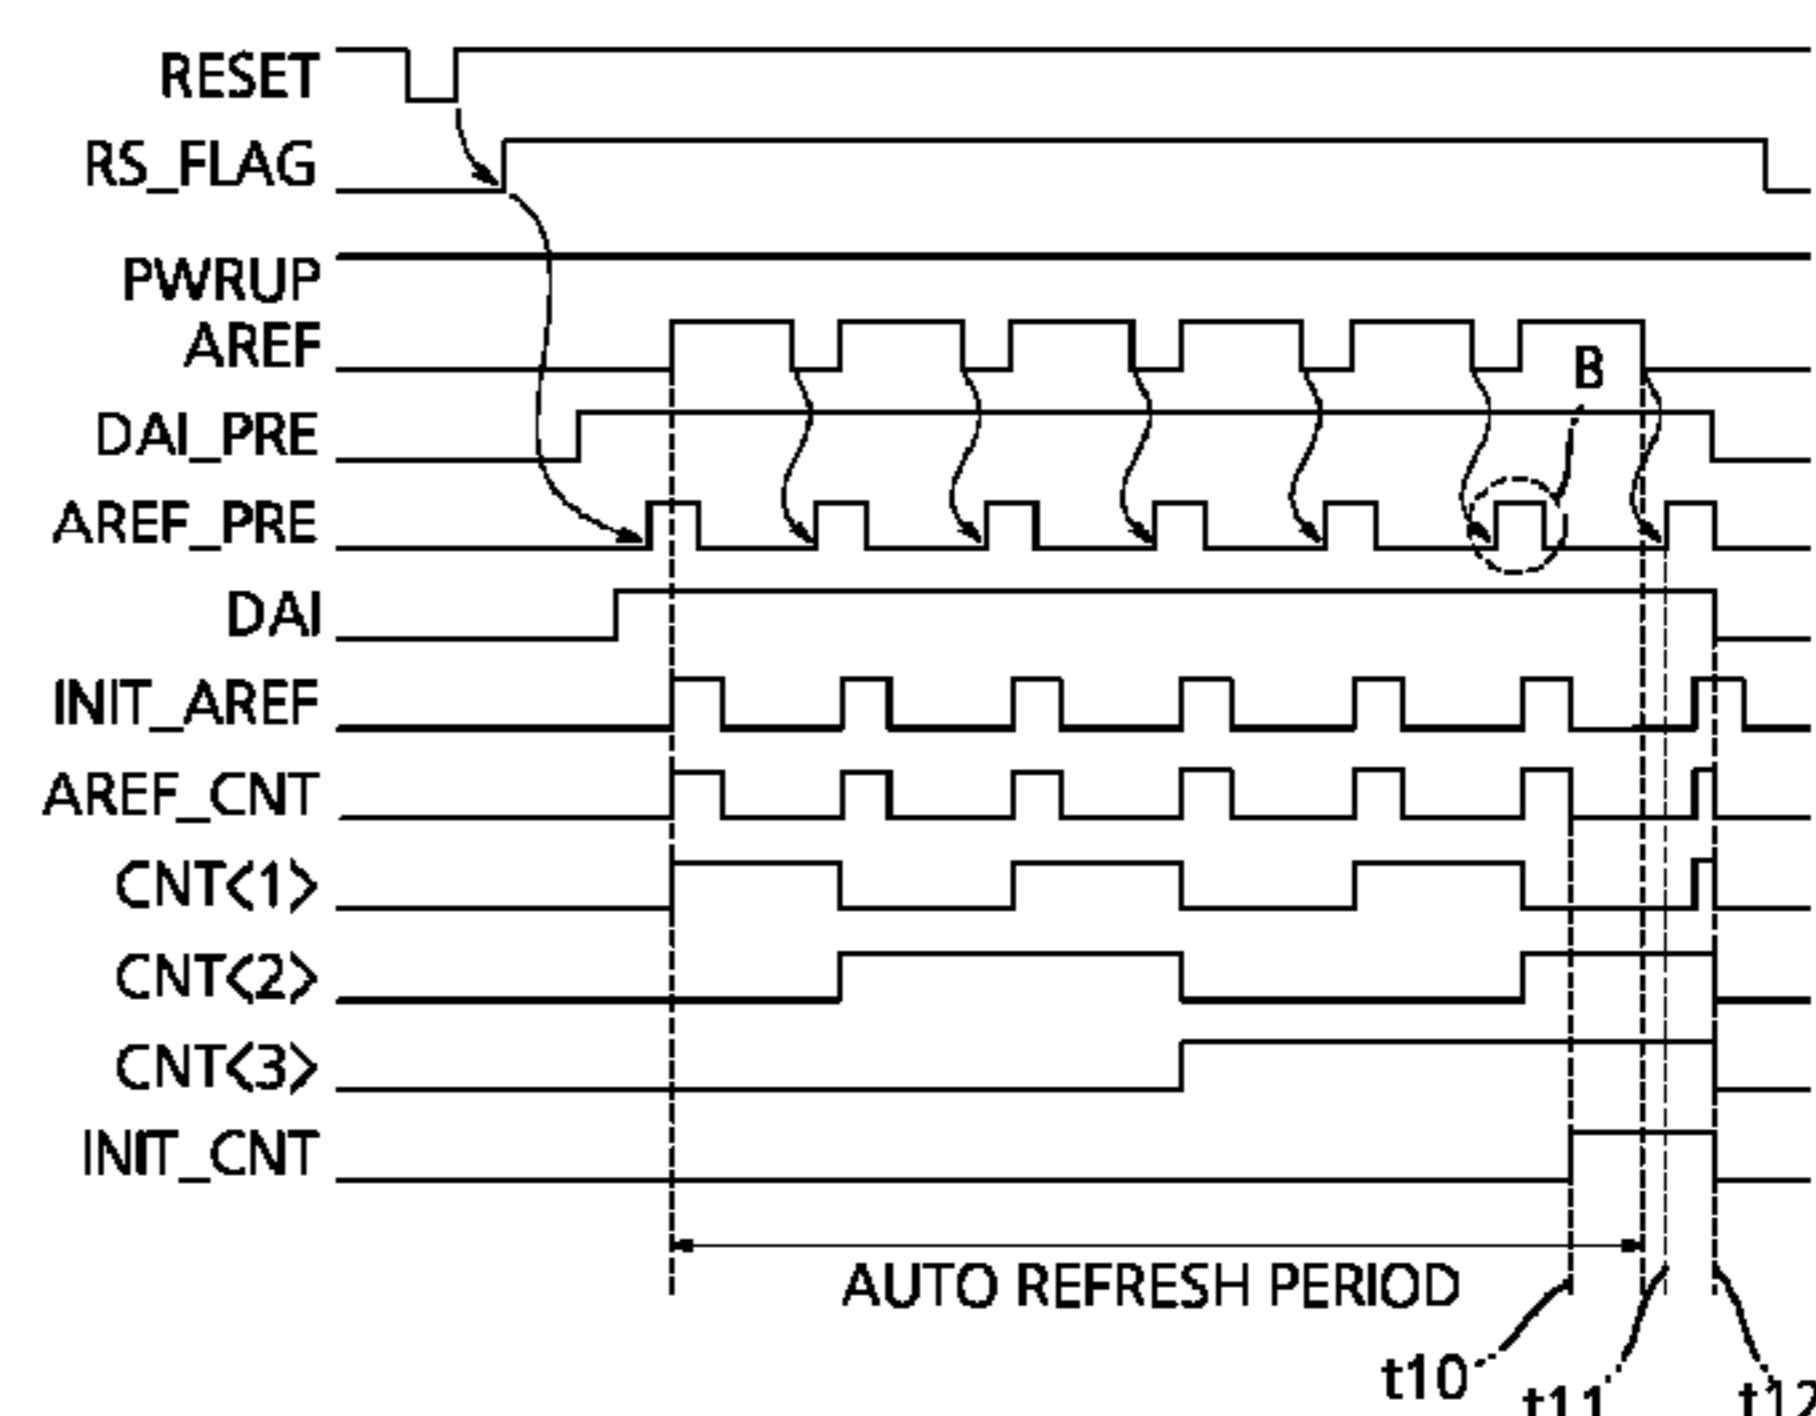 RESET
RS_FLAG
PWRUP
AREF
B
DAI_PRE
AREF_PRE
DAI
INIT_AREF
AREF_CNT
CNT<1>
CNT<2>
CNT<3>
INIT_CNT
AUTO REFRESH PERIOD
t10
t11
t12